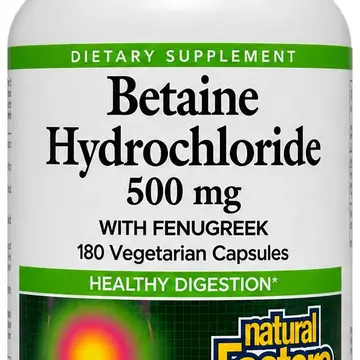 DIETARY SUPPLEMENT
Betaine
Hydrochloride
500 mg
WITH FENUGREEK
180 Vegetarian Capsules
HEALTHY DIGESTION*
natural